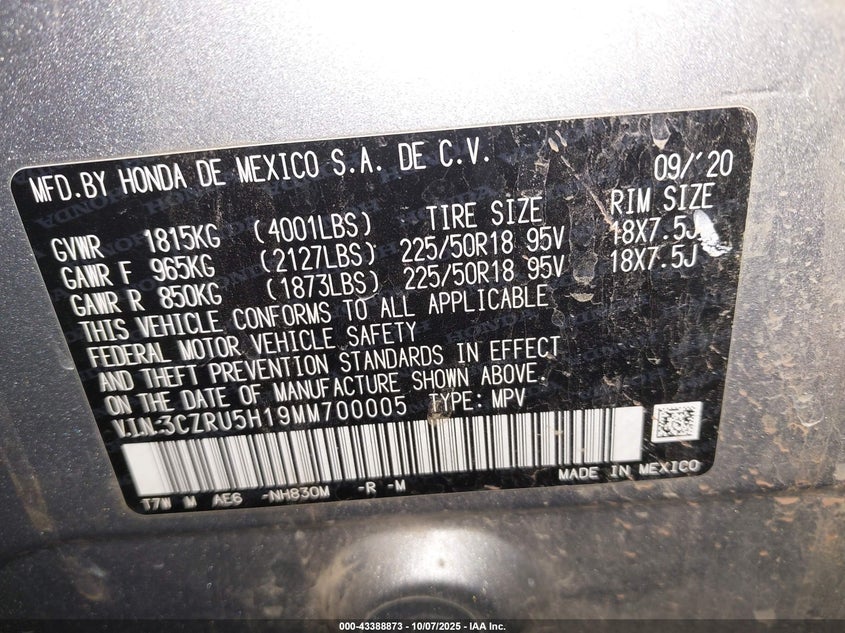 MFD.BY HONDA DE MEXICO S.A. DE C.V. 09/'20
TIRE SIZE RIM SIZE
GVWR 1815KG (4001LBS)
GAWR F 965KG (2127LBS) 225/50R18 95V 18X7.5J
GAWR R 850KG (1873LBS) 225/50R18 95V 18X7.5J
THIS VEHICLE CONFORMS TO ALL APPLICABLE
FEDERAL MOTOR VEHICLE SAFETY
AND THEFT PREVENTION STANDARDS IN EFFECT
ON THE DATE OF MANUFACTURE SHOWN ABOVE.
V.I.N:3CZRU5H19MM700005 TYPE: MPV
T7W M AE6 -NH830M -R -M MADE IN MEXICO
000-43388873 | 10/07/2025 - IAA Inc.